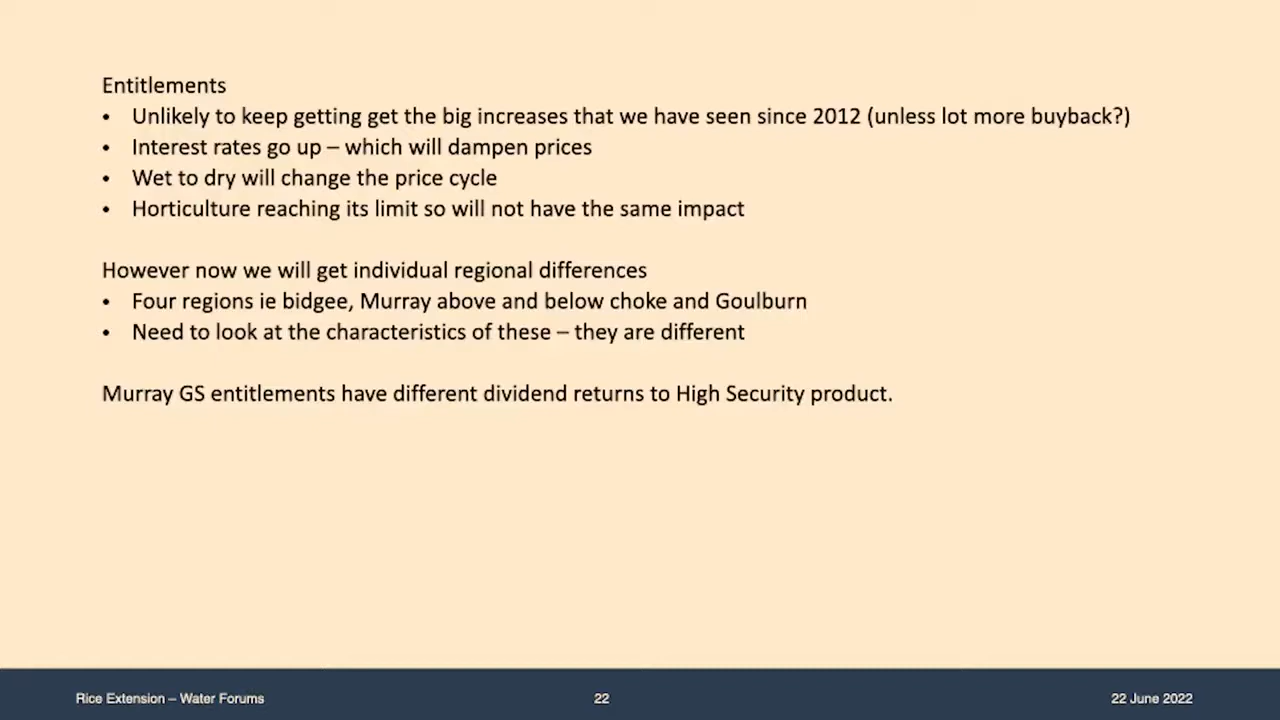 Entitlements
• Unlikely to keep getting get the big increases that we have seen since 2012 (unless lot more buyback?)
• Interest rates go up – which will dampen prices
• Wet to dry will change the price cycle
• Horticulture reaching its limit so will not have the same impact
However now we will get individual regional differences
• Four regions ie bidgee, Murray above and below choke and Goulburn
• Need to look at the characteristics of these – they are different
Murray GS entitlements have different dividend returns to High Security product.
Rice Extension – Water Forums
22
22 June 2022